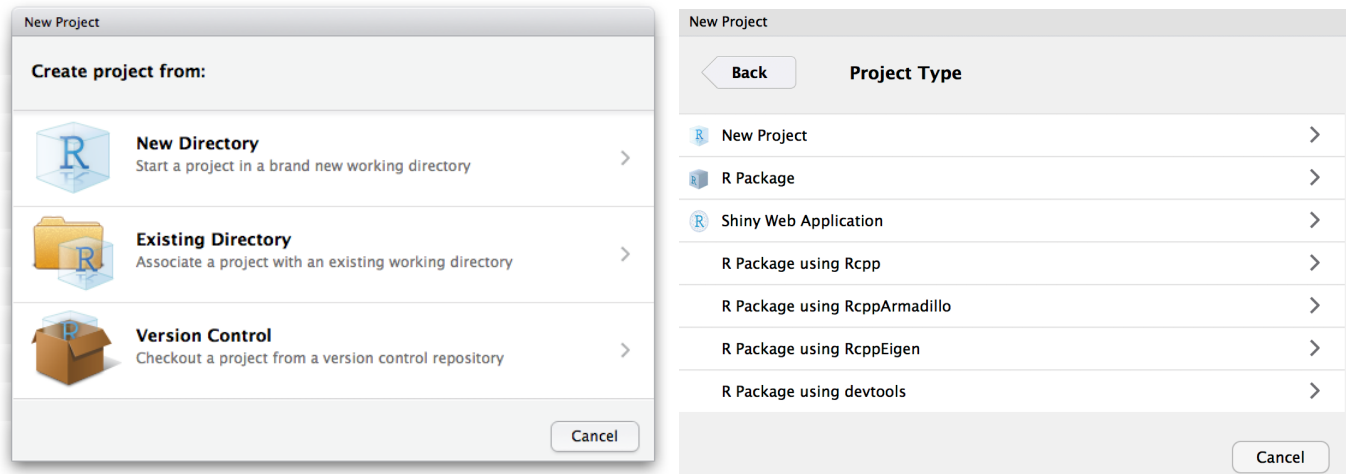 New Project
Create project from:
R
New Directory
Start a project in a brand new working directory
R
Existing Directory
Associate a project with an existing working directory
R
Version Control
Checkout a project from a version control repository
Cancel
New Project
Back
Project Type
R New Project
R R Package
R Shiny Web Application
R Package using Rcpp
R Package using RcppArmadillo
R Package using RcppEigen
R Package using devtools
Cancel